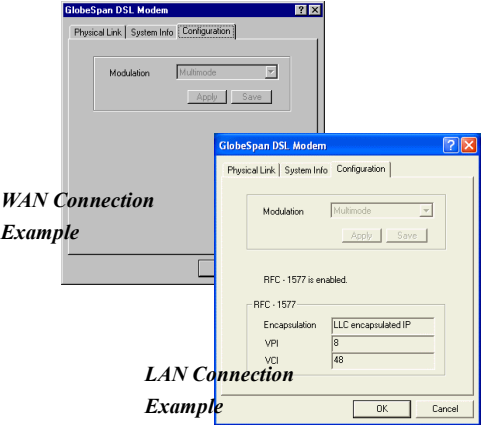 GlobeSpan DSL Modem
Physical Link System Info Configuration
Modulation Multimode
Apply Save
WAN Connection
Example
GlobeSpan DSL Modem
Physical Link System Info Configuration
Modulation Multimode
Apply Save
RFC - 1577 is enabled.
RFC - 1577
Encapsulation LLC encapsulated IP
VPI 8
VCI 48
LAN Connection
Example
OK Cancel